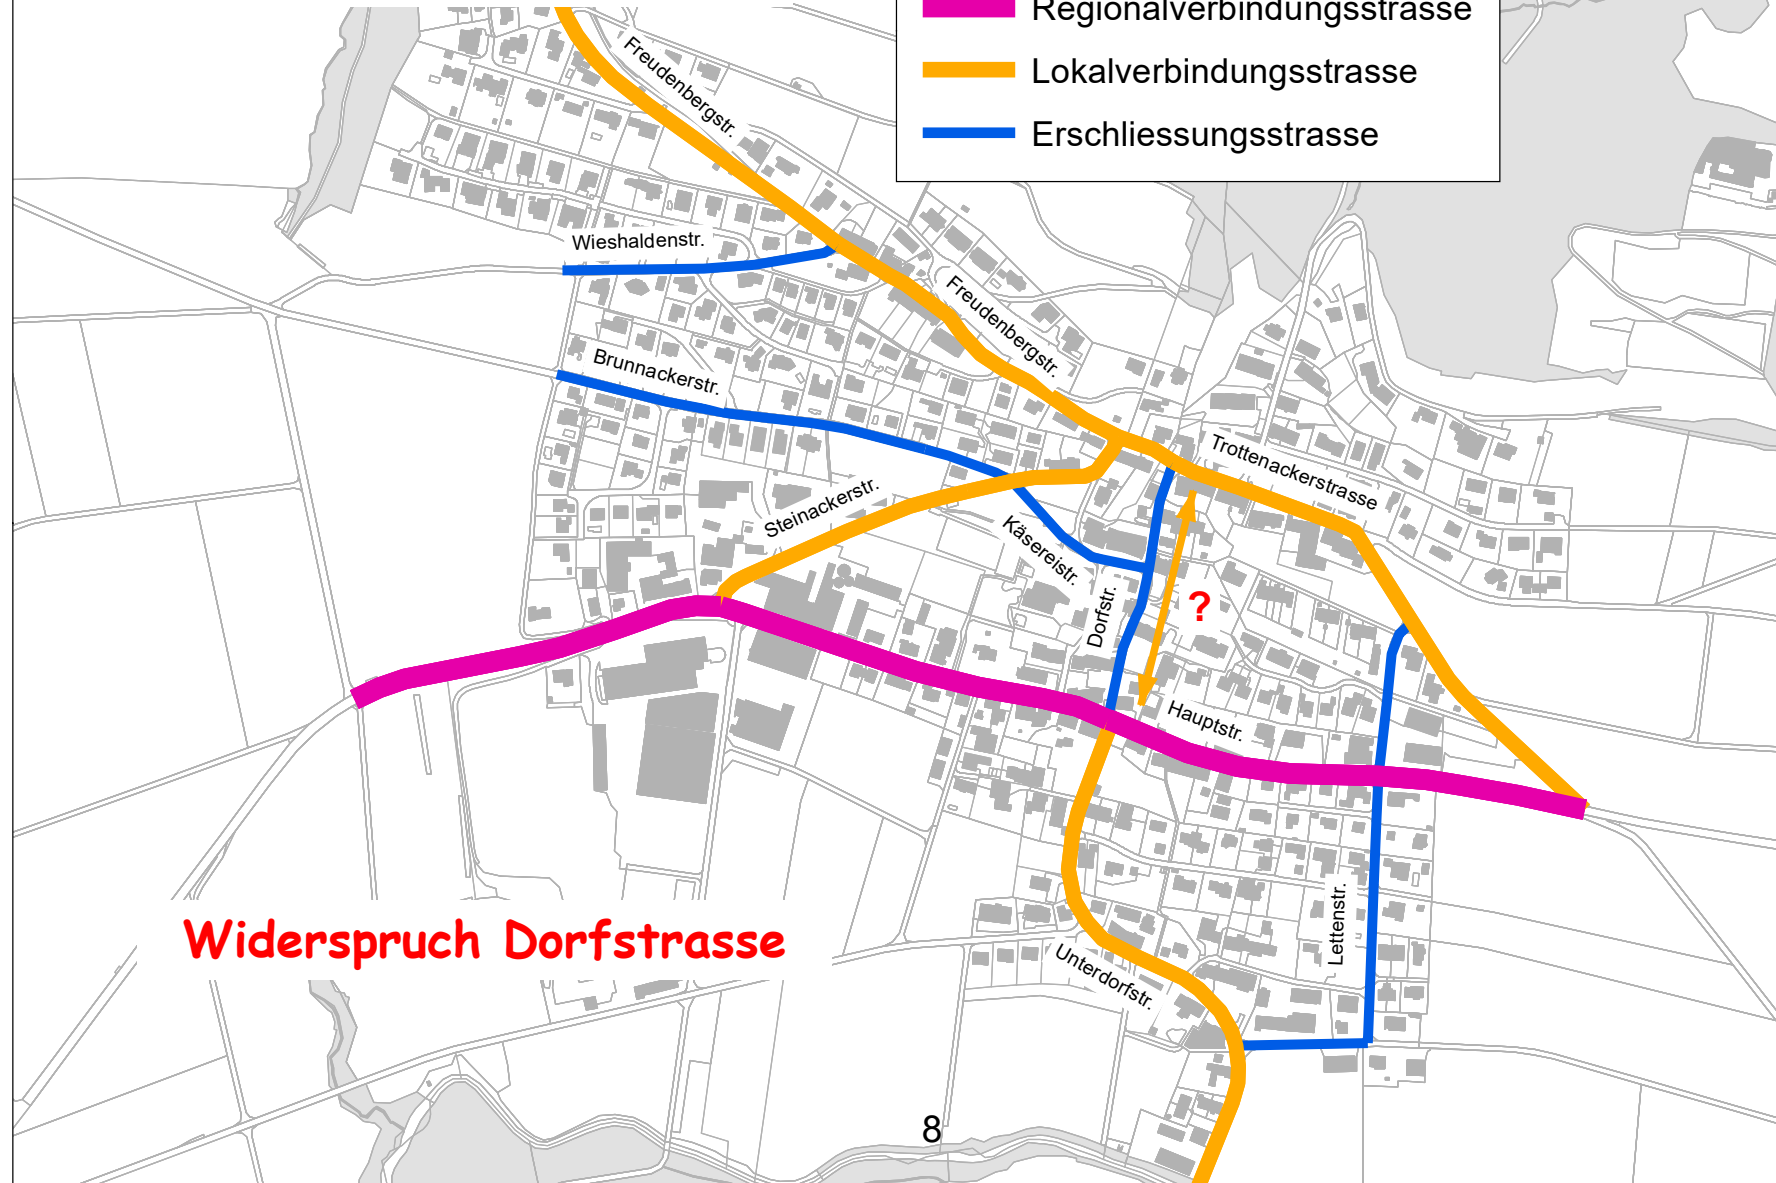 Regionalverbindungsstrasse
Lokalverbindungsstrasse
Erschliessungsstrasse
Freudenbergstr.
Wieshaldenstr.
Freudenbergstr.
Brunnackerstr.
Trottenackerstrasse
Steinackerstr.
Käsereistr.
Dorfstr.
?
Hauptstr.
Lettenstr.
Widerspruch Dorfstrasse
Unterdorfstr.
8